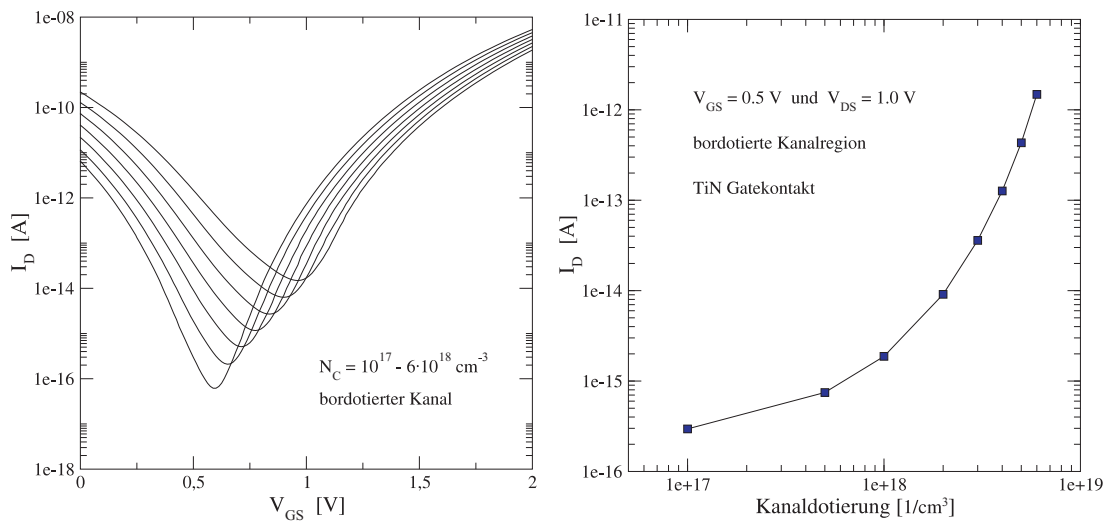 1e-08
1e-10
1e-12
1e-14
1e-16
1e-18
I_D [A]
N_C = 10^17 - 6·10^18 cm^-3
bordotierter Kanal
0 0,5 1 1,5 2
V_GS [V]
1e-11
1e-12
1e-13
1e-14
1e-15
1e-16
I_D [A]
V_GS = 0.5 V und V_DS = 1.0 V
bordotierte Kanalregion
TiN Gatekontakt
1e+17 1e+18 1e+19
Kanaldotierung [1/cm³]